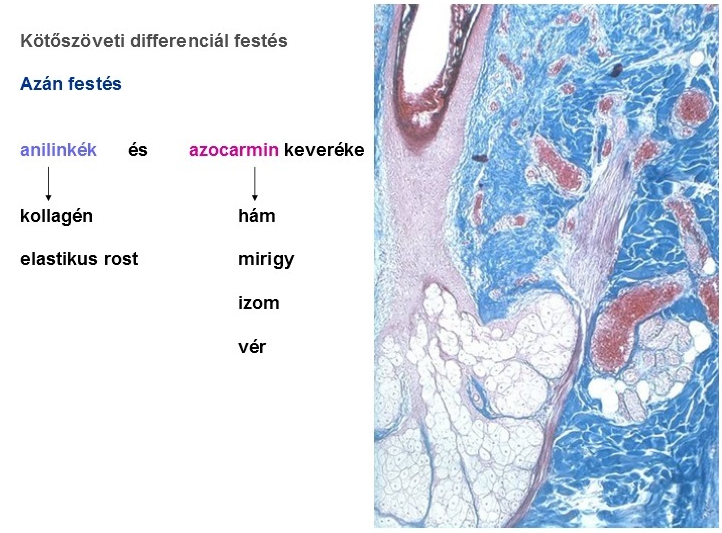 Kötőszöveti differenciál festés
Azán festés
anilinkék és azocarmin keveréke
kollagén hám
elastikus rost mirigy
izom
vér